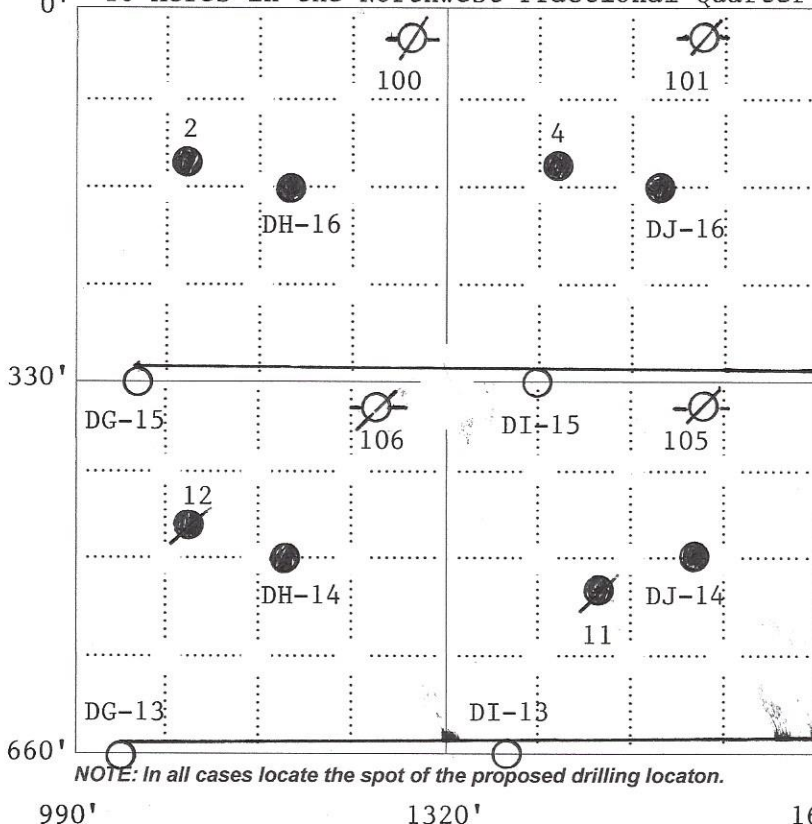 0'
100
101
2
4
DH-16
DJ-16
330'
DG-15
106
DI-15
105
12
DH-14
DJ-14
11
DG-13
DI-13
660'
NOTE: In all cases locate the spot of the proposed drilling locaton.
990'
1320'